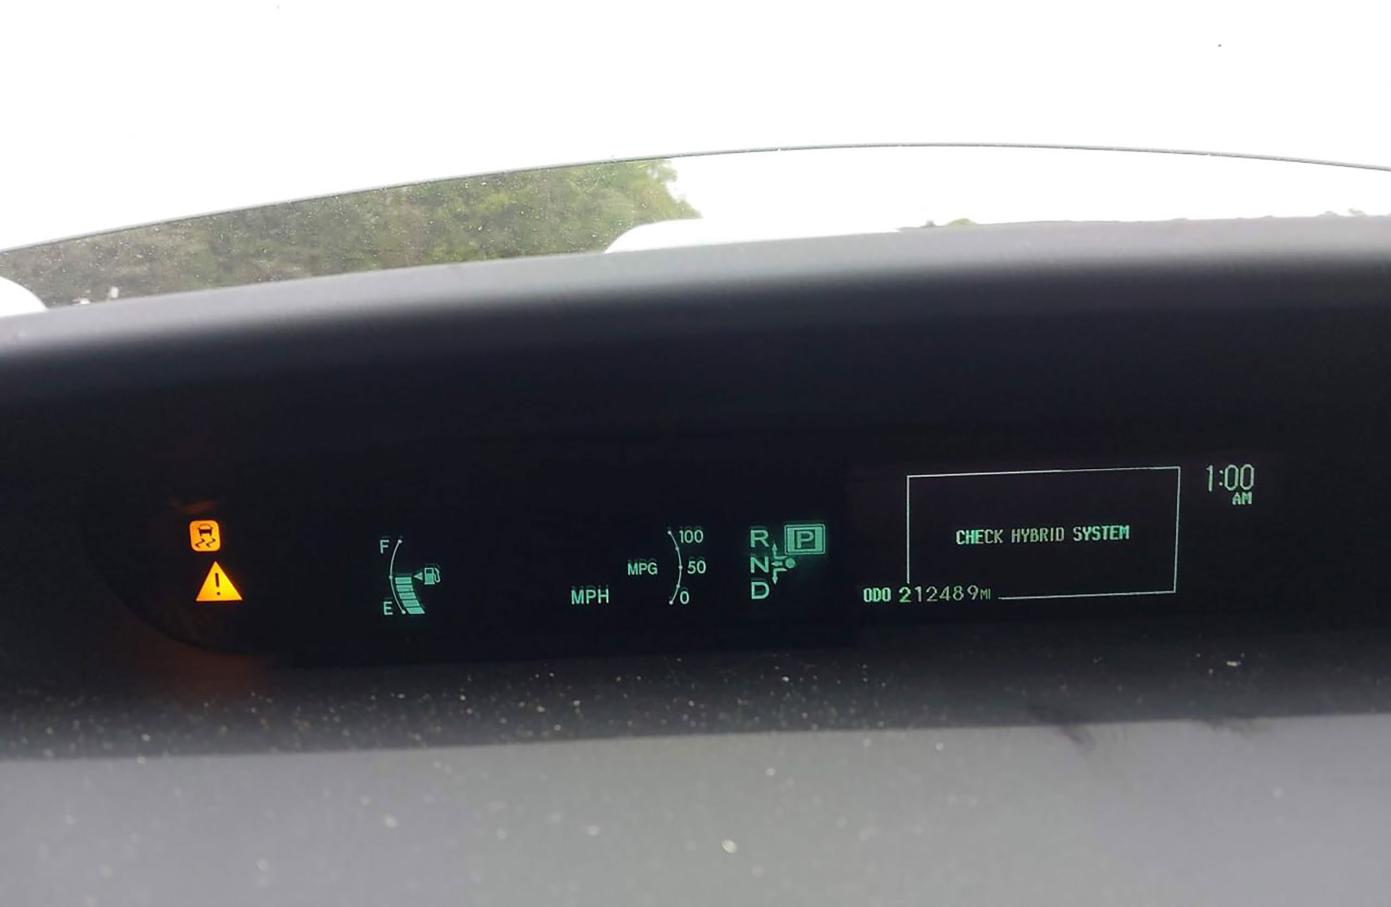 F
E
MPH
MPG
100
50
0
R
P
N
D
CHECK HYBRID SYSTEM
ODO 212489MI
1:00
AM